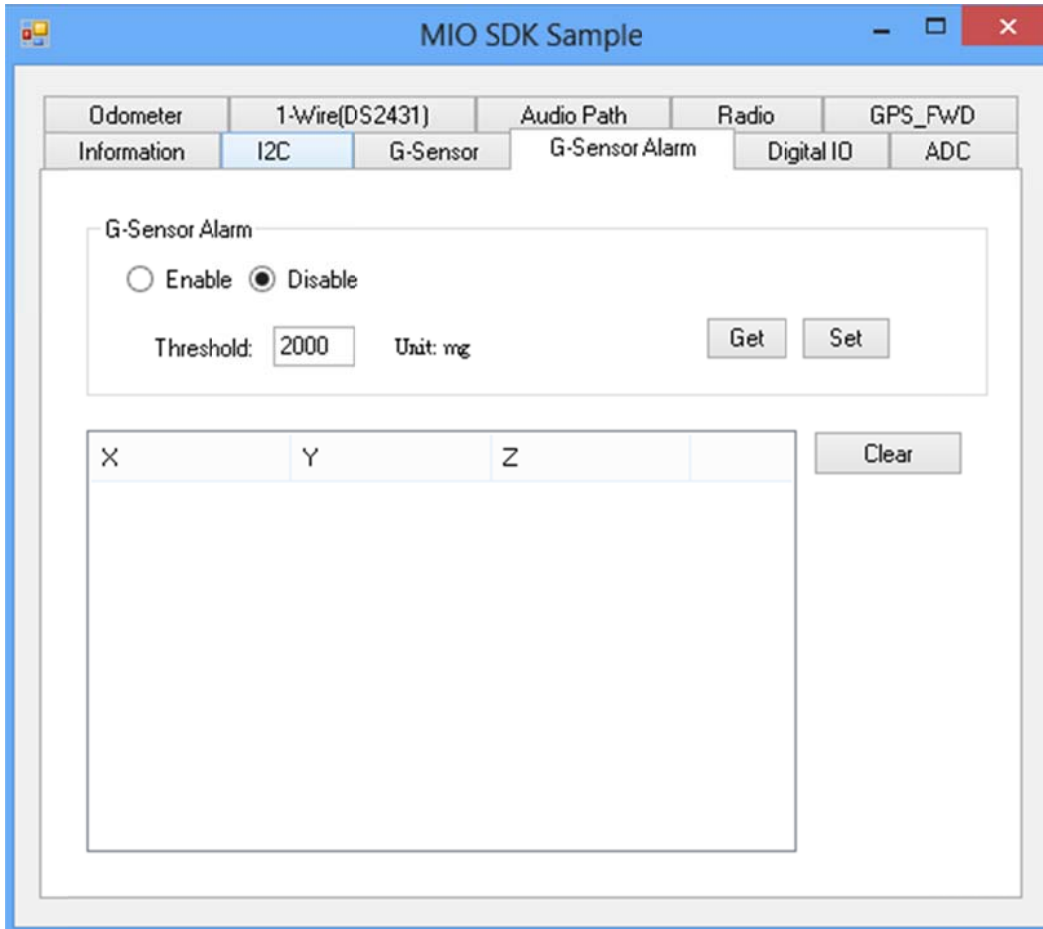 MIO SDK Sample
Odometer 1-Wire(DS2431) Audio Path Radio GPS_FWD
Information I2C G-Sensor G-Sensor Alarm Digital IO ADC
G-Sensor Alarm
Enable Disable
Threshold: 2000 Unit: mg Get Set
X Y Z Clear